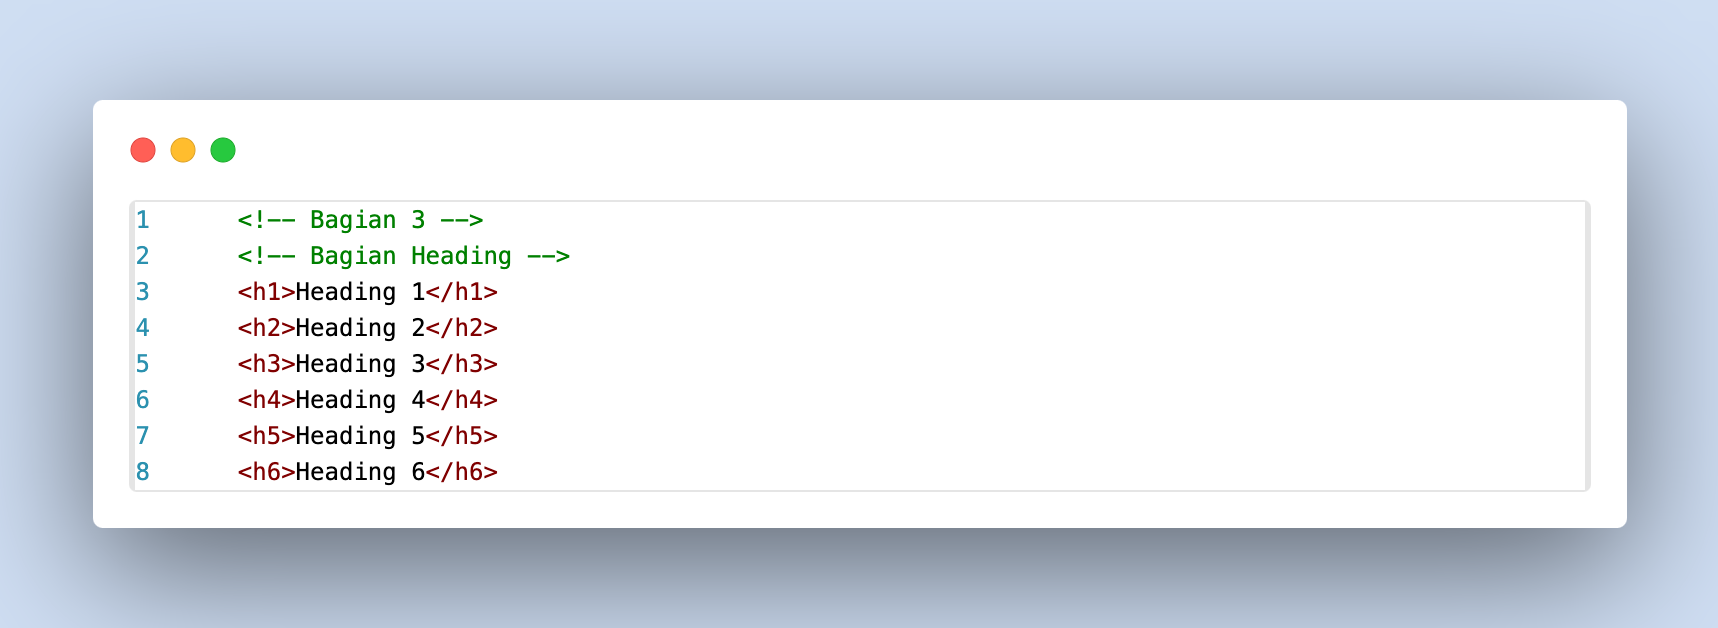 1 <!-- Bagian 3 -->
2 <!-- Bagian Heading -->
3 <h1>Heading 1</h1>
4 <h2>Heading 2</h2>
5 <h3>Heading 3</h3>
6 <h4>Heading 4</h4>
7 <h5>Heading 5</h5>
8 <h6>Heading 6</h6>